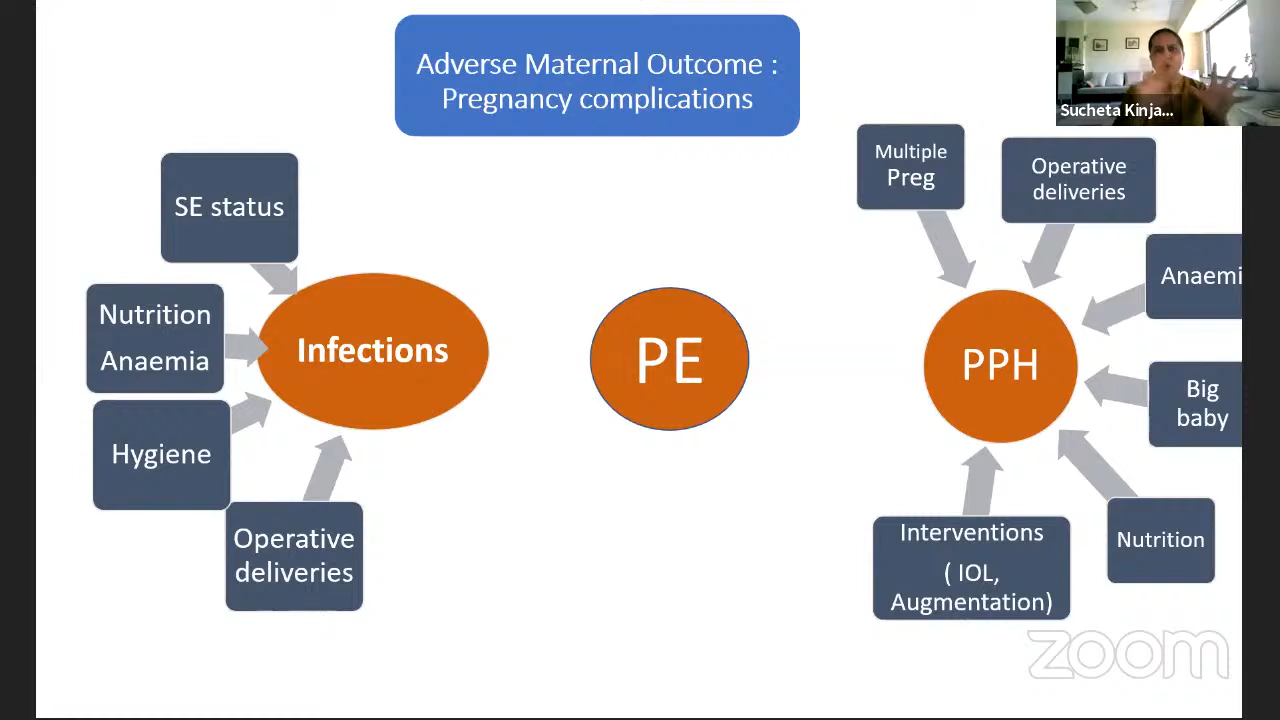 Adverse Maternal Outcome :
Pregnancy complications
Sucheta Kinja...
SE status
Nutrition
Anaemia
Hygiene
Operative
deliveries
Infections
PE
PPH
Multiple
Preg
Operative
deliveries
Anaemi
Big
baby
Nutrition
Interventions
( IOL,
Augmentation)
zoom